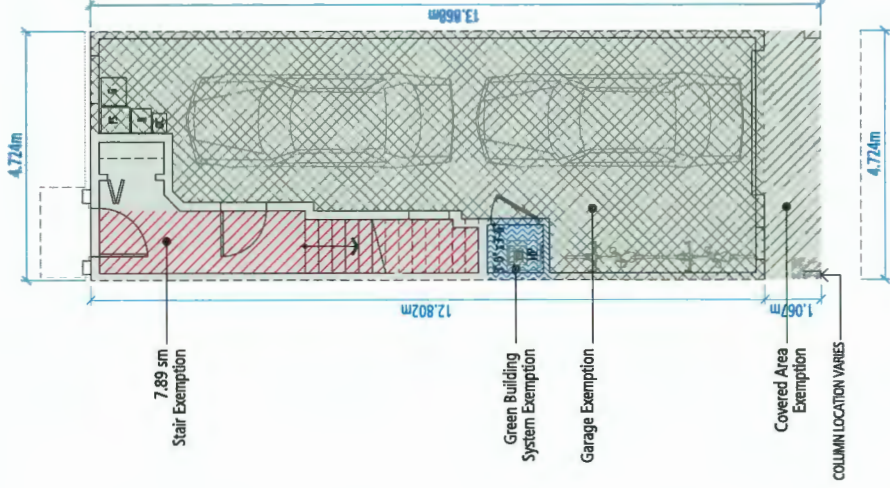 13.868m
4.724m
12.802m
1.067m
4.724m
7.89 sm
Stair Exemption
Green Building
System Exemption
Garage Exemption
Covered Area
Exemption
COLUMN LOCATION VARIES
HP